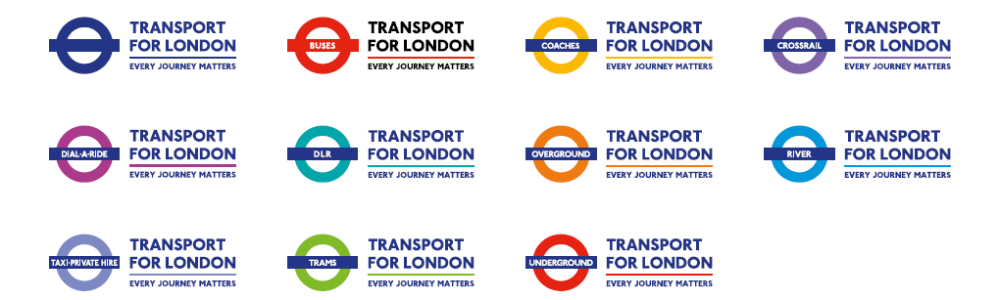 TRANSPORT
FOR LONDON
EVERY JOURNEY MATTERS
BUSES
TRANSPORT
FOR LONDON
EVERY JOURNEY MATTERS
COACHES
TRANSPORT
FOR LONDON
EVERY JOURNEY MATTERS
CROSSRAIL
TRANSPORT
FOR LONDON
EVERY JOURNEY MATTERS
DIAL-A-RIDE
TRANSPORT
FOR LONDON
EVERY JOURNEY MATTERS
DLR
TRANSPORT
FOR LONDON
EVERY JOURNEY MATTERS
OVERGROUND
TRANSPORT
FOR LONDON
EVERY JOURNEY MATTERS
RIVER
TRANSPORT
FOR LONDON
EVERY JOURNEY MATTERS
TAXI·PRIVATE HIRE
TRANSPORT
FOR LONDON
EVERY JOURNEY MATTERS
TRAMS
TRANSPORT
FOR LONDON
EVERY JOURNEY MATTERS
UNDERGROUND
TRANSPORT
FOR LONDON
EVERY JOURNEY MATTERS